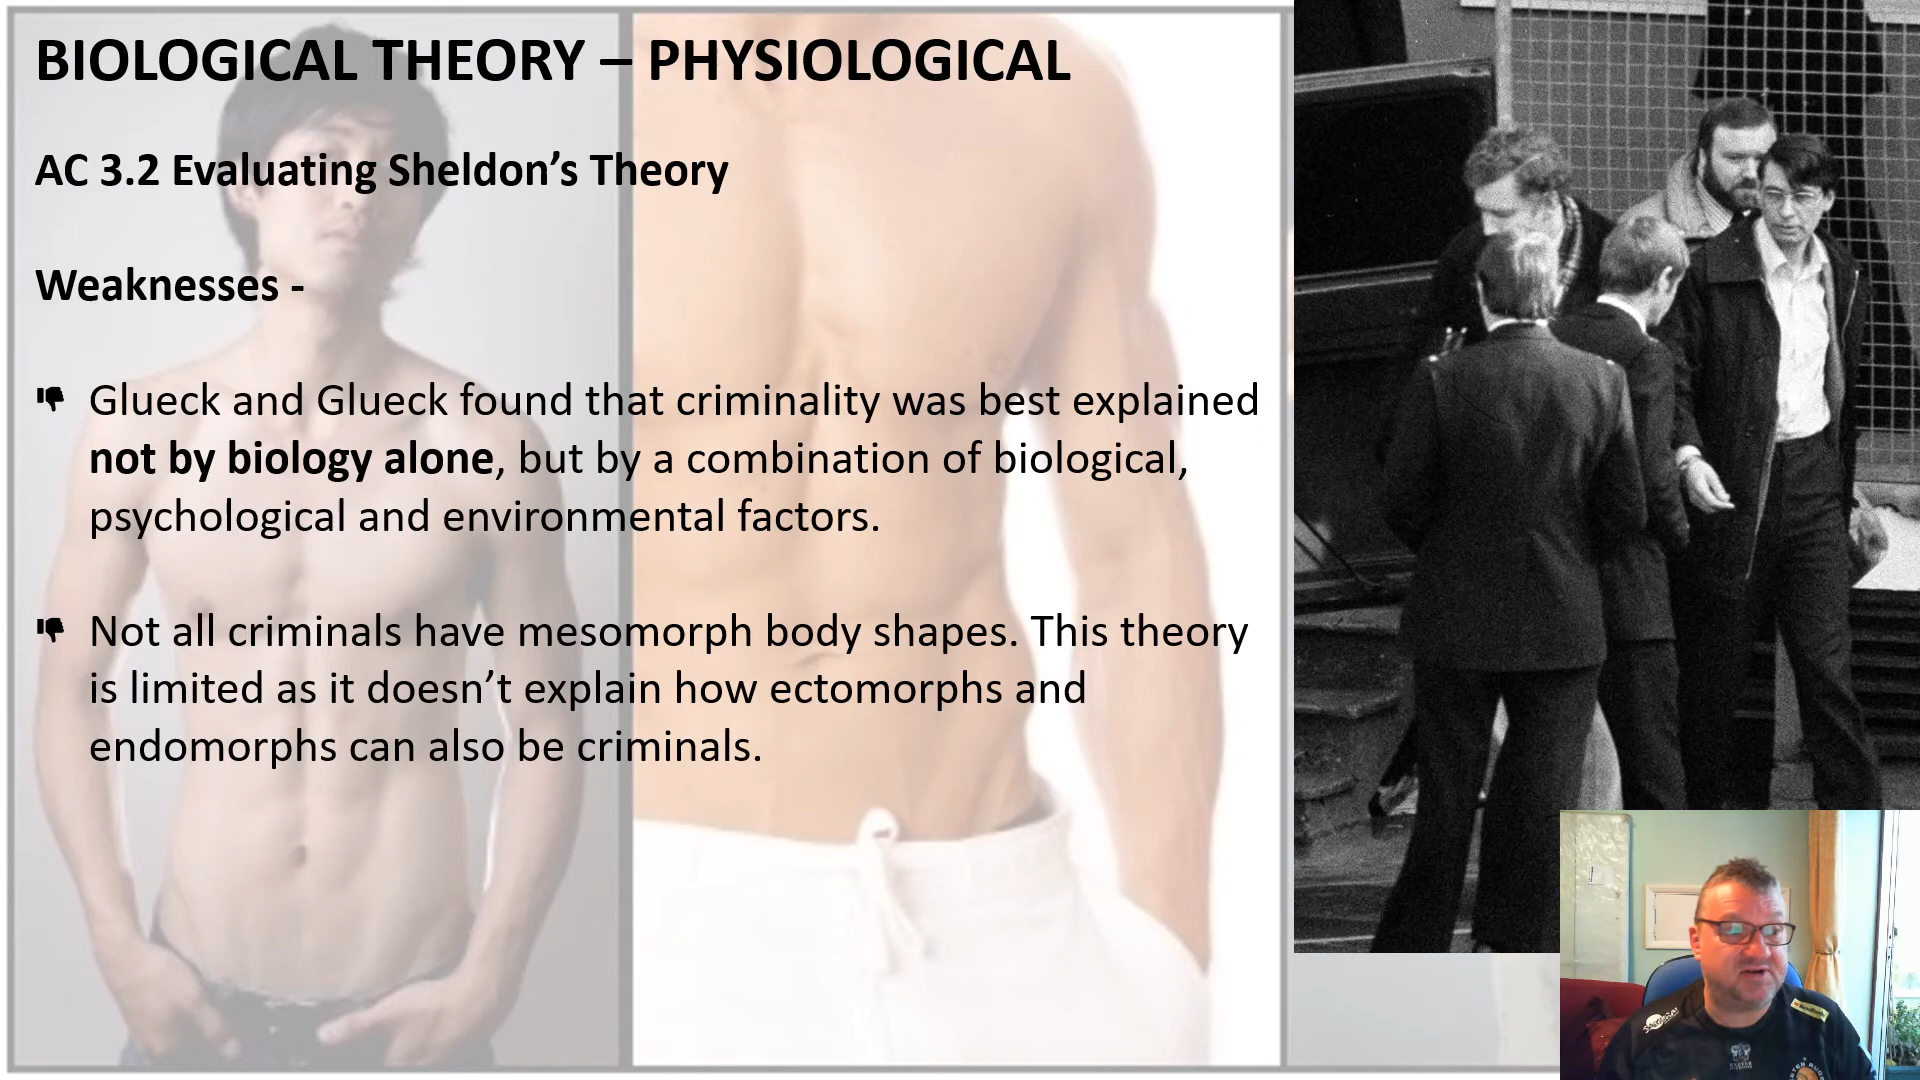 BIOLOGICAL THEORY – PHYSIOLOGICAL
AC 3.2 Evaluating Sheldon’s Theory
Weaknesses -
Glueck and Glueck found that criminality was best explained
not by biology alone, but by a combination of biological,
psychological and environmental factors.
Not all criminals have mesomorph body shapes. This theory
is limited as it doesn’t explain how ectomorphs and
endomorphs can also be criminals.